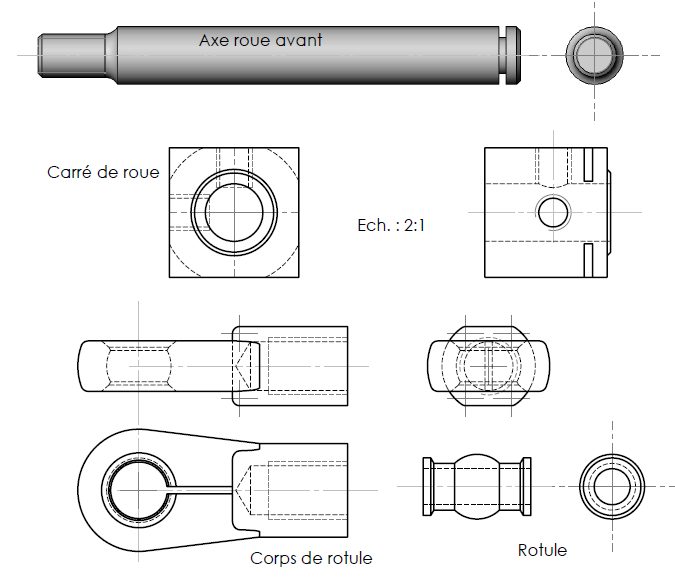 Axe roue avant
Carré de roue
Ech. : 2:1
Corps de rotule
Rotule